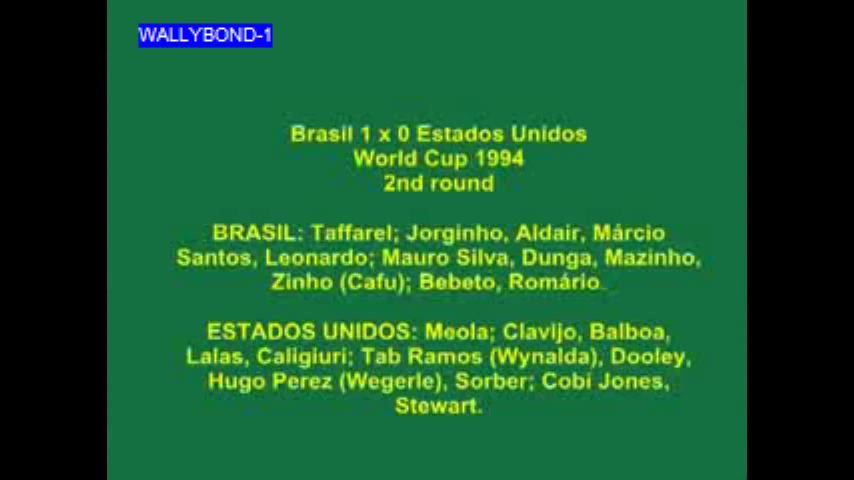 WALLYBOND-1
Brasil 1 x 0 Estados Unidos
World Cup 1994
2nd round
BRASIL: Taffarel; Jorginho, Aldair, Márcio
Santos, Leonardo; Mauro Silva, Dunga, Mazinho,
Zinho (Cafu); Bebeto, Romário.
ESTADOS UNIDOS: Meola; Clavijo, Balboa,
Lalas, Caligiuri; Tab Ramos (Wynalda), Dooley,
Hugo Perez (Wegerle), Sorber; Cobi Jones,
Stewart.